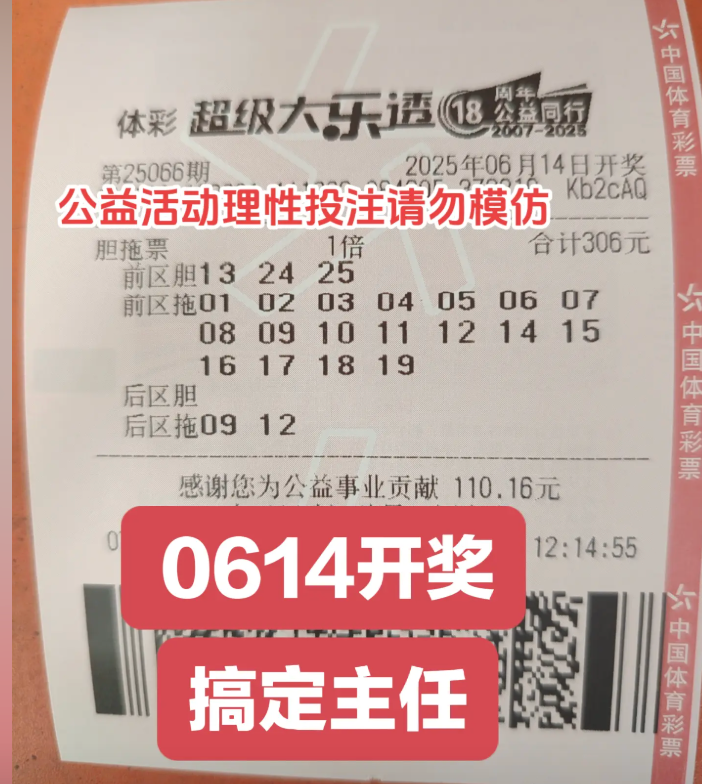 体彩 超级大乐透 18 周年 公益同行 2007-2025
第25066期 2025年06月14日开奖
Kb2cAQ
公益活动理性投注请勿模仿
胆拖票 1倍 合计306元
前区胆13 24 25
前区拖01 02 03 04 05 06 07
08 09 10 11 12 14 15
16 17 18 19
后区胆
后区拖09 12
感谢您为公益事业贡献 110.16元
12:14:55
0614开奖
搞定主任
中国体育彩票
中国体育彩票
中国体育彩票